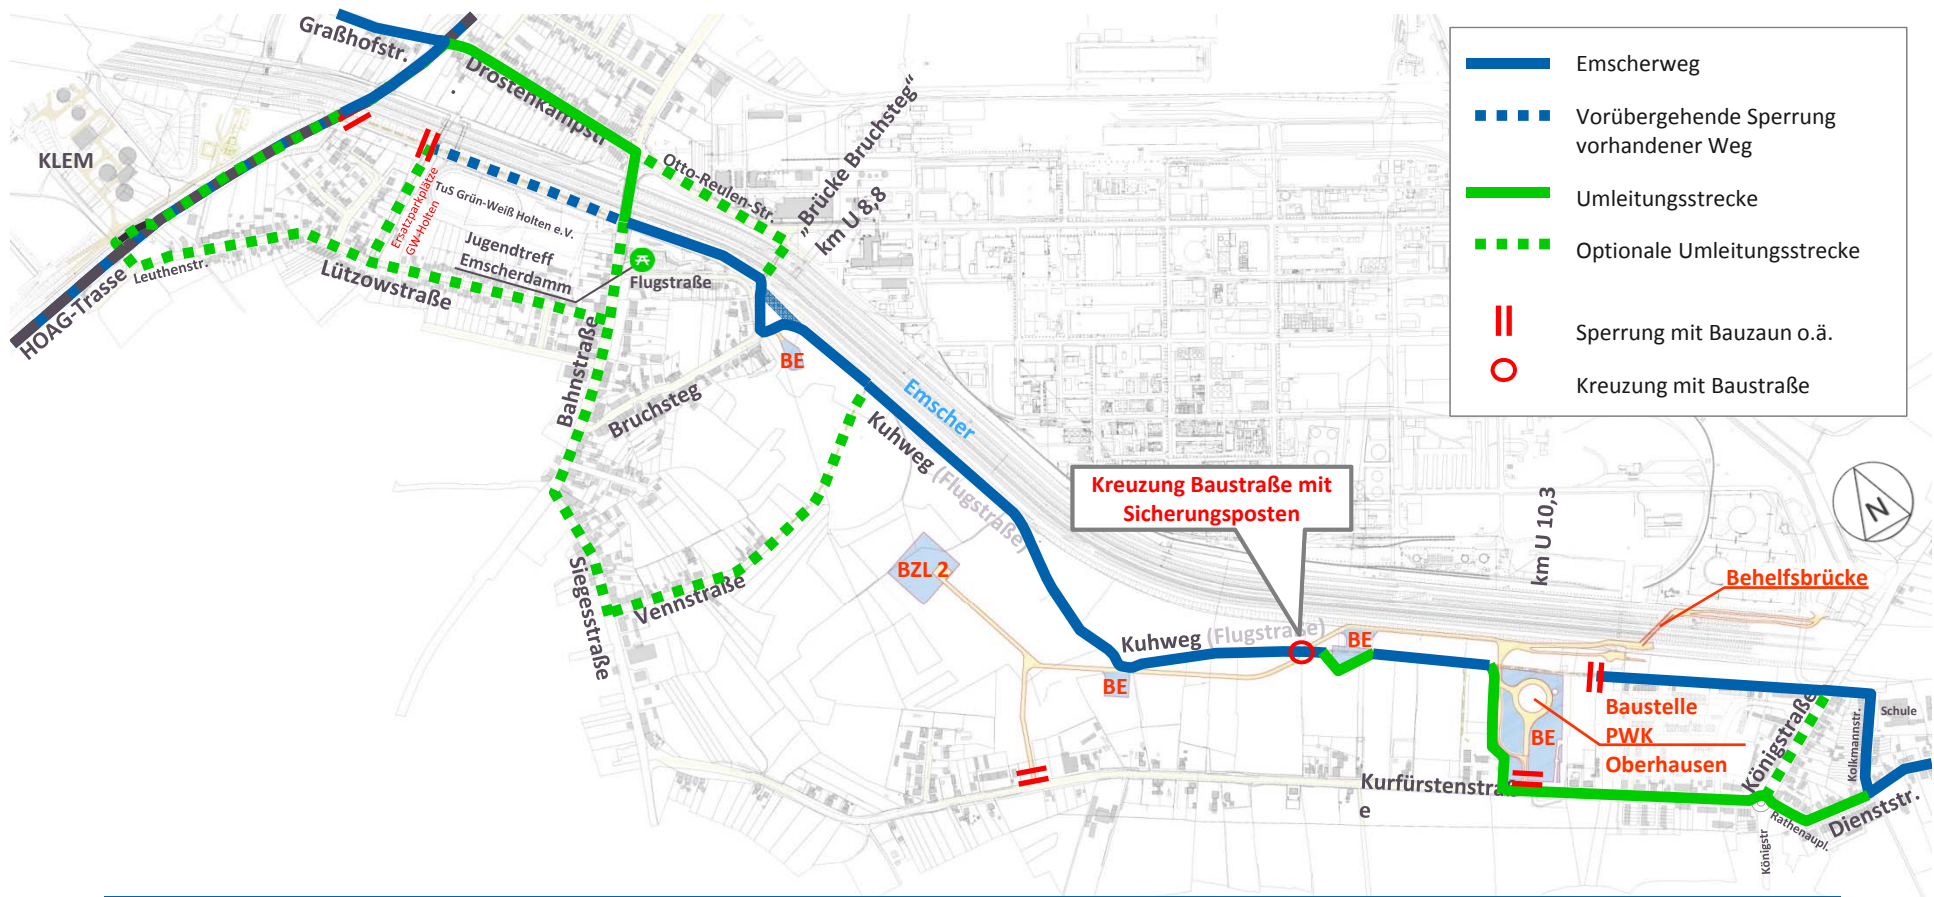 Graßhofstr.
Drostenkampstr
KLEM
Otto-Reulen-Str.
„Brücke Bruchsteg“
km U 8,8
Ersatzparkplätze
GW-Holten
TuS Grün-Weiß Holten e.V.
Jugendtreff
Emscherdamm
Flugstraße
Leuthenstr.
Lützowstraße
HOAG-Trasse
Bahnstraße
Bruchsteg
BE
Emscher
Kuhweg (Flugstraße)
Siegesstraße
Vennstraße
BZL 2
Kreuzung Baustraße mit
Sicherungsposten
km U 10,3
Behelfsbrücke
Kuhweg (Flugstraße)
BE
BE
Baustelle
PWK
Oberhausen
BE
Kurfürstenstraß
e
Königstraße
Kolkmannstr.
Schule
Dienststr.
Rathenaupl.
Königstr
N
Emscherweg
Vorübergehende Sperrung
vorhandener Weg
Umleitungsstrecke
Optionale Umleitungsstrecke
Sperrung mit Bauzaun o.ä.
Kreuzung mit Baustraße